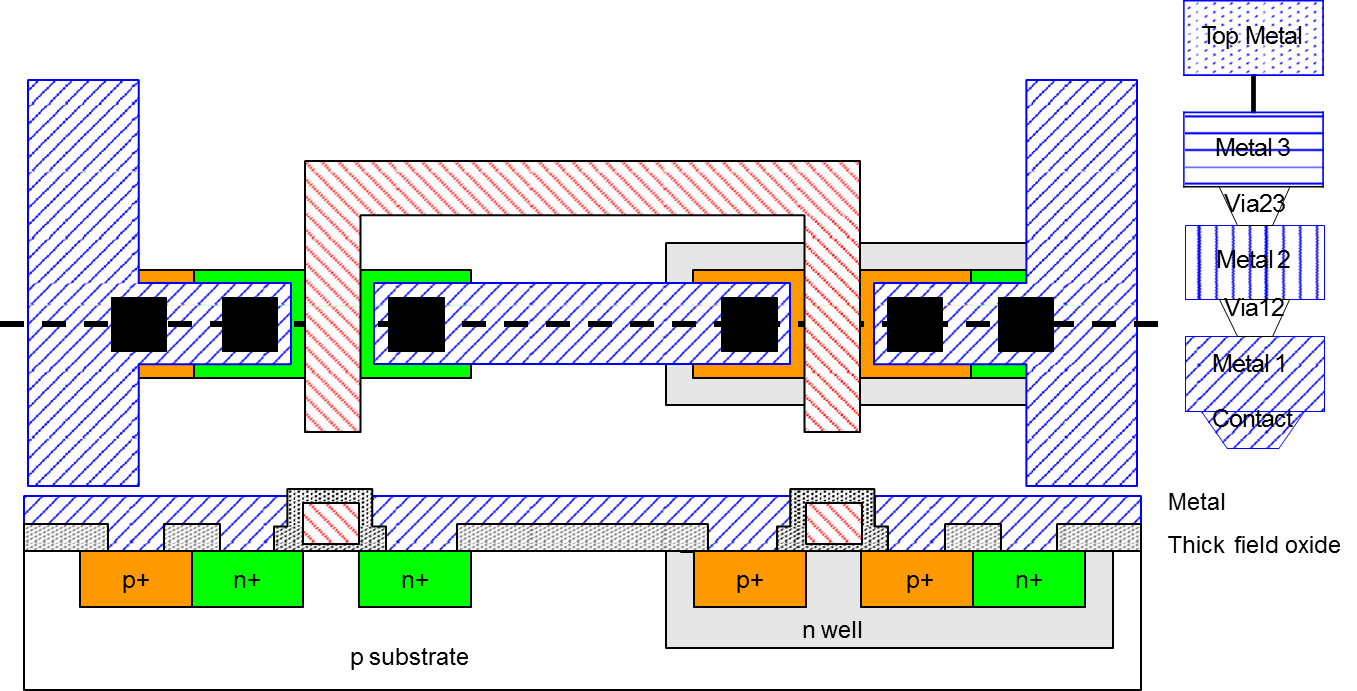 Top Metal
Metal 3
Via23
Metal 2
Via12
Metal 1
Contact
Metal
Thick field oxide
p+
n+
n+
p+
p+
n+
n well
p substrate